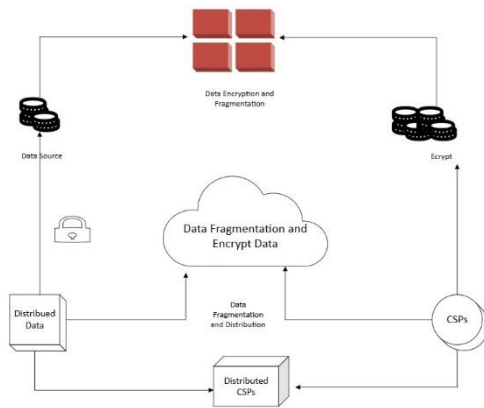 Data Encryption and
Fragmentation
Data Source
Ecrypt
Data Fragmentation and
Encrypt Data
Distribued
Data
Data
Fragmentation
and Distribution
CSPs
Distributed
CSPs